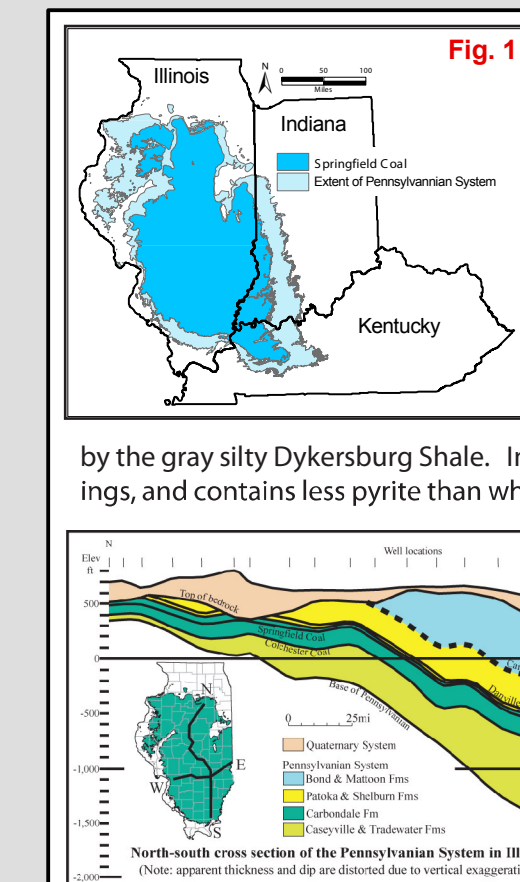 Fig. 1
Illinois
N
0 50 100
Miles
Indiana
Springfield Coal
Extent of Pennsylvannian System
Kentucky
by the gray silty Dykersburg Shale. I
ings, and contains less pyrite than wh
N
Elev
ft
Well locations
500
0
-500
-1,000
-1,500
-2,000
Top of bedrock
Springfield Coal
Colchester Coal
Danville
Base of Pennsylvanian
N
E
W
S
0 25mi
Quaternary System
Pennsylvanian System
Bond & Mattoon Fms
Patoka & Shelburn Fms
Carbondale Fm
Caseyville & Tradewater Fms
North-south cross section of the Pennsylvanian System in Ill
(Note: apparent thickness and dip are distorted due to vertical exaggerati